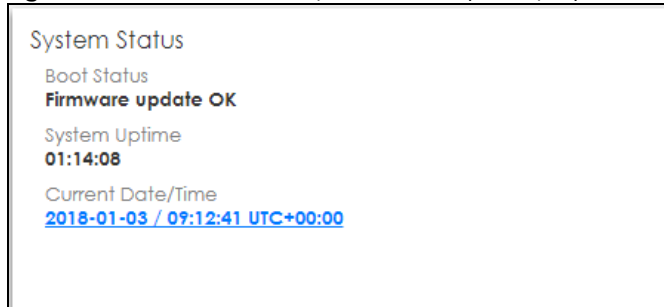 System Status
Boot Status
Firmware update OK
System Uptime
01:14:08
Current Date/Time
2018-01-03 / 09:12:41 UTC+00:00